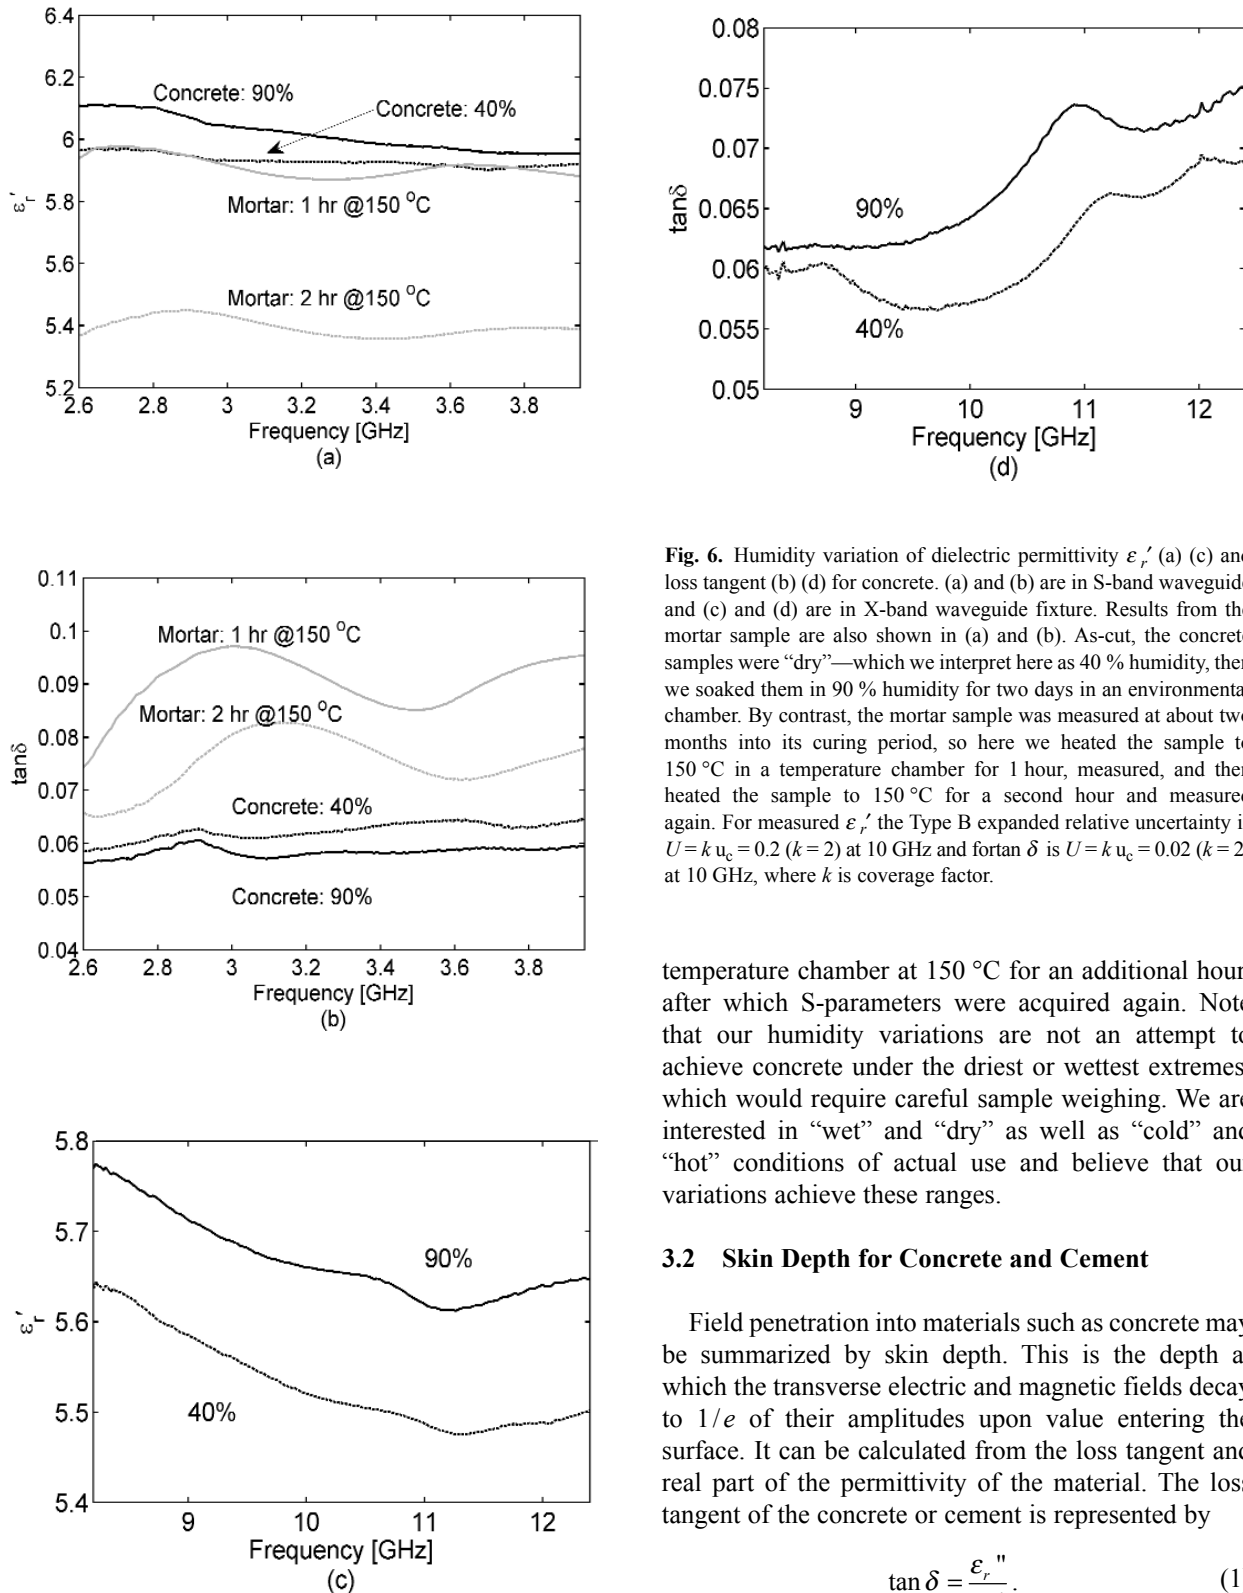 6.4
6.2
6
5.8
5.6
5.4
5.2
εr′
Concrete: 90%
Concrete: 40%
Mortar: 1 hr @150 °C
Mortar: 2 hr @150 °C
2.6 2.8 3 3.2 3.4 3.6 3.8
Frequency [GHz]
(a)
0.11
0.1
0.09
0.08
0.07
0.06
0.05
0.04
tanδ
Mortar: 1 hr @150 °C
Mortar: 2 hr @150 °C
Concrete: 40%
Concrete: 90%
2.6 2.8 3 3.2 3.4 3.6 3.8
Frequency [GHz]
(b)
5.8
5.7
5.6
5.5
5.4
εr′
90%
40%
9 10 11 12
Frequency [GHz]
(c)
0.08
0.075
0.07
0.065
0.06
0.055
0.05
tanδ
90%
40%
9 10 11 12
Frequency [GHz]
(d)
Fig. 6. Humidity variation of dielectric permittivity εr′ (a) (c) and
loss tangent (b) (d) for concrete. (a) and (b) are in S-band waveguide
and (c) and (d) are in X-band waveguide fixture. Results from the
mortar sample are also shown in (a) and (b). As-cut, the concrete
samples were “dry”—which we interpret here as 40 % humidity, then
we soaked them in 90 % humidity for two days in an environmenta
chamber. By contrast, the mortar sample was measured at about two
months into its curing period, so here we heated the sample to
150 °C in a temperature chamber for 1 hour, measured, and then
heated the sample to 150 °C for a second hour and measured
again. For measured εr′ the Type B expanded relative uncertainty i
U = k uc = 0.2 (k = 2) at 10 GHz and fortan δ is U = k uc = 0.02 (k = 2
at 10 GHz, where k is coverage factor.
temperature chamber at 150 °C for an additional hour
after which S-parameters were acquired again. Note
that our humidity variations are not an attempt to
achieve concrete under the driest or wettest extremes
which would require careful sample weighing. We are
interested in “wet” and “dry” as well as “cold” and
“hot” conditions of actual use and believe that our
variations achieve these ranges.
3.2 Skin Depth for Concrete and Cement
Field penetration into materials such as concrete may
be summarized by skin depth. This is the depth a
which the transverse electric and magnetic fields decay
to 1/e of their amplitudes upon value entering the
surface. It can be calculated from the loss tangent and
real part of the permittivity of the material. The loss
tangent of the concrete or cement is represented by
tan δ = εr " . (1